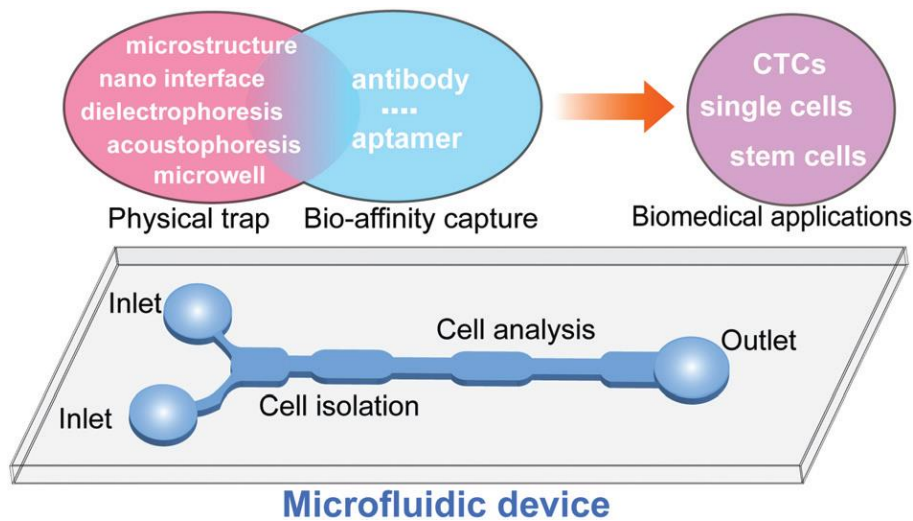 microstructure
nano interface
dielectrophoresis
acoustophoresis
microwell
antibody
....
aptamer
CTCs
single cells
stem cells
Physical trap
Bio-affinity capture
Biomedical applications
Inlet
Cell analysis
Outlet
Cell isolation
Inlet
Microfluidic device